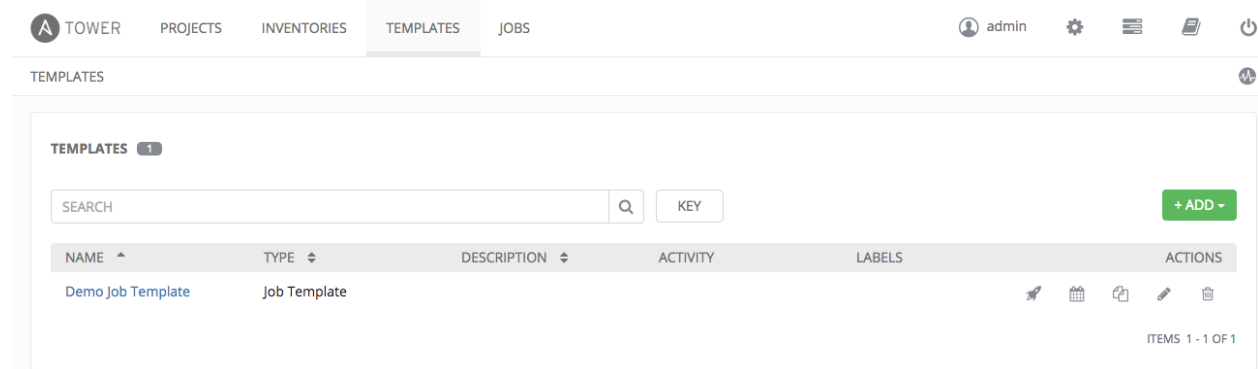 A TOWER PROJECTS INVENTORIES TEMPLATES JOBS admin
TEMPLATES
TEMPLATES 1
SEARCH KEY + ADD
NAME TYPE DESCRIPTION ACTIVITY LABELS ACTIONS
Demo Job Template Job Template
ITEMS 1 - 1 OF 1